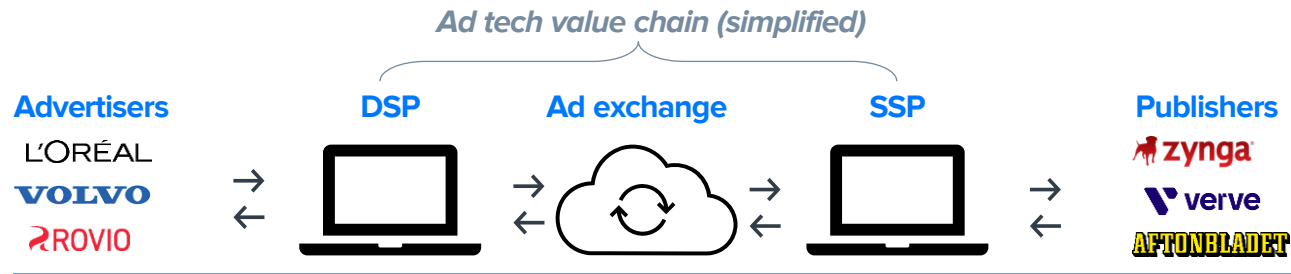 Ad tech value chain (simplified)
Advertisers
DSP
Ad exchange
SSP
Publishers
L'ORÉAL
VOLVO
ROVIO
zynga
verve
AFTONBLADET